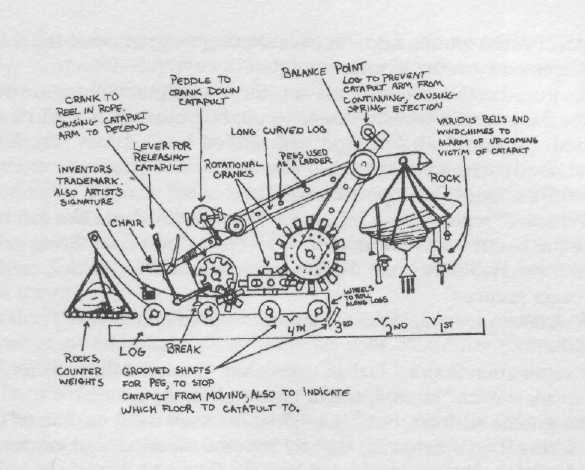 PEDDLE TO
CRANK DOWN
CATAPULT
BALANCE POINT
LOG TO PREVENT
CATAPULT ARM FROM
CONTINUING, CAUSING
SPRING EJECTION
CRANK TO
REEL IN ROPE.
CAUSING CATAPULT
ARM TO DECEND
LEVER FOR
RELEASING
CATAPULT
LONG CURVED LOG
PEGS USED
AS A LADDER
VARIOUS BELLS AND
WINDCHIMES TO
ALARM OF UP-COMING
VICTIM OF CATAPLT
INVENTORS
TRADEMARK.
ALSO ARTIST'S
SIGNATURE
ROTATIONAL
CRANKS
ROCK
CHAIR
WHEELS
TO ROLL
ALONG LOGS
4TH
3RD
2ND
1ST
ROCKS,
COUNTER
WEIGHTS
LOG
BREAK
GROOVED SHAFTS
FOR PEG, TO STOP
CATAPULT FROM MOVING, ALSO TO INDICATE
WHICH FLOOR TO CATAPULT TO.